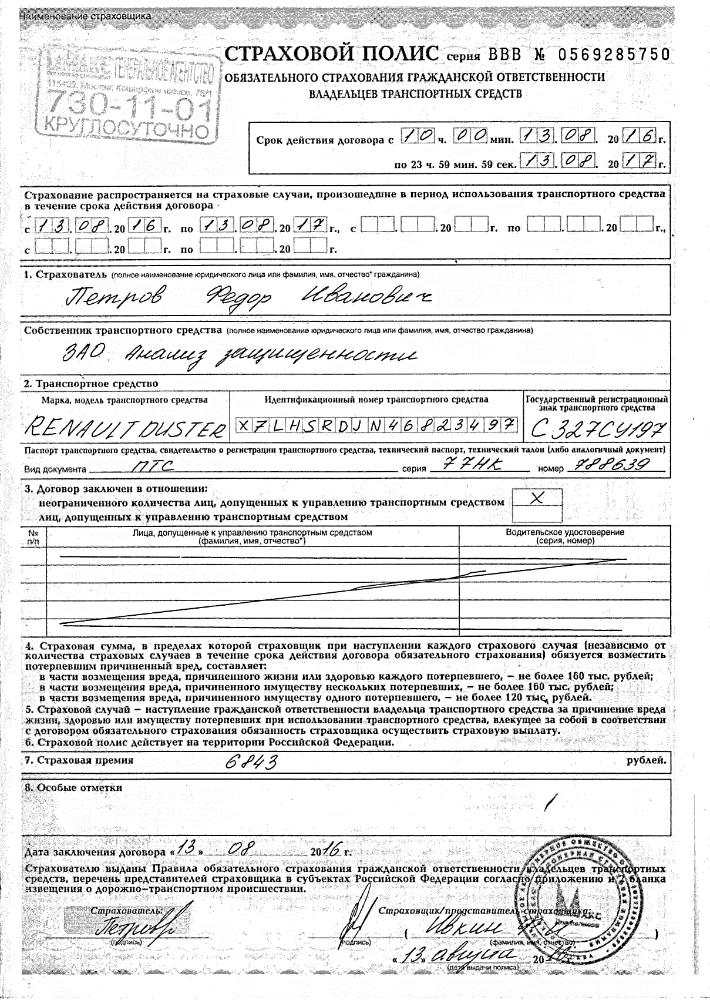 Наименование страховщика
СТРАХОВОЙ ПОЛИС серия ВВВ № 0569285750
ОБЯЗАТЕЛЬНОГО СТРАХОВАНИЯ ГРАЖДАНСКОЙ ОТВЕТСТВЕННОСТИ
ВЛАДЕЛЬЦЕВ ТРАНСПОРТНЫХ СРЕДСТВ
МАКС ГЕНЕРАЛЬНОЕ АГЕНТСТВО
115409, Москва, Каширское шоссе, 78/1
730-11-01
КРУГЛОСУТОЧНО
Срок действия договора с 10 ч. 00 мин. 13.08.2016 г.
по 23 ч. 59 мин. 59 сек. 13.08.2017 г.
Страхование распространяется на страховые случаи, произошедшие в период использования транспортного средства
в течение срока действия договора
с 13.08.2016 г. по 13.08.2017 г., с . .20 г. по . .20 г.,
с . .20 г. по . .20 г.
1. Страхователь (полное наименование юридического лица или фамилия, имя, отчество* гражданина)
Петров Федор Иванович
Собственник транспортного средства (полное наименование юридического лица или фамилия, имя, отчество гражданина)
ЗАО Анализ защищенности
2. Транспортное средство
Марка, модель транспортного средства Идентификационный номер транспортного средства Государственный регистрационный
знак транспортного средства
RENAULT DUSTER X7LHSRDJN46823497 С327СУ197
Паспорт транспортного средства, свидетельство о регистрации транспортного средства, технический паспорт, технический талон (либо аналогичный документ)
Вид документа ПТС серия 77НК номер 788639
3. Договор заключен в отношении:
неограниченного количества лиц, допущенных к управлению транспортным средством X
лиц, допущенных к управлению транспортным средством
№ Лица, допущенные к управлению транспортным средством Водительское удостоверение
п/п (фамилия, имя, отчество*) (серия, номер)
4. Страховая сумма, в пределах которой страховщик при наступлении каждого страхового случая (независимо от
количества страховых случаев в течение срока действия договора обязательного страхования) обязуется возместить
потерпевшим причиненный вред, составляет:
в части возмещения вреда, причиненного жизни или здоровью каждого потерпевшего, – не более 160 тыс. рублей;
в части возмещения вреда, причиненного имуществу нескольких потерпевших, – не более 160 тыс. рублей;
в части возмещения вреда, причиненного имуществу одного потерпевшего, – не более 120 тыс. рублей.
5. Страховой случай – наступление гражданской ответственности владельца транспортного средства за причинение вреда
жизни, здоровью или имуществу потерпевших при использовании транспортного средства, влекущее за собой в соответствии
с договором обязательного страхования обязанность страховщика осуществить страховую выплату.
6. Страховой полис действует на территории Российской Федерации.
7. Страховая премия 6843 рублей.
8. Особые отметки
Дата заключения договора «13» 08 2016 г.
Страхователю выданы Правила обязательного страхования гражданской ответственности владельцев транспортных
средств, перечень представителей страховщика в субъектах Российской Федерации согласно приложению и бланка
извещения о дорожно-транспортном происшествии.
Страхователь: Страховщик/представитель страховщика:
Петров ( Ивкин )
(подпись) (подпись) (фамилия, имя, отчество)
«13» августа 20 г.
(дата выдачи полиса)
МАКС
Для полисов
МОСКВА